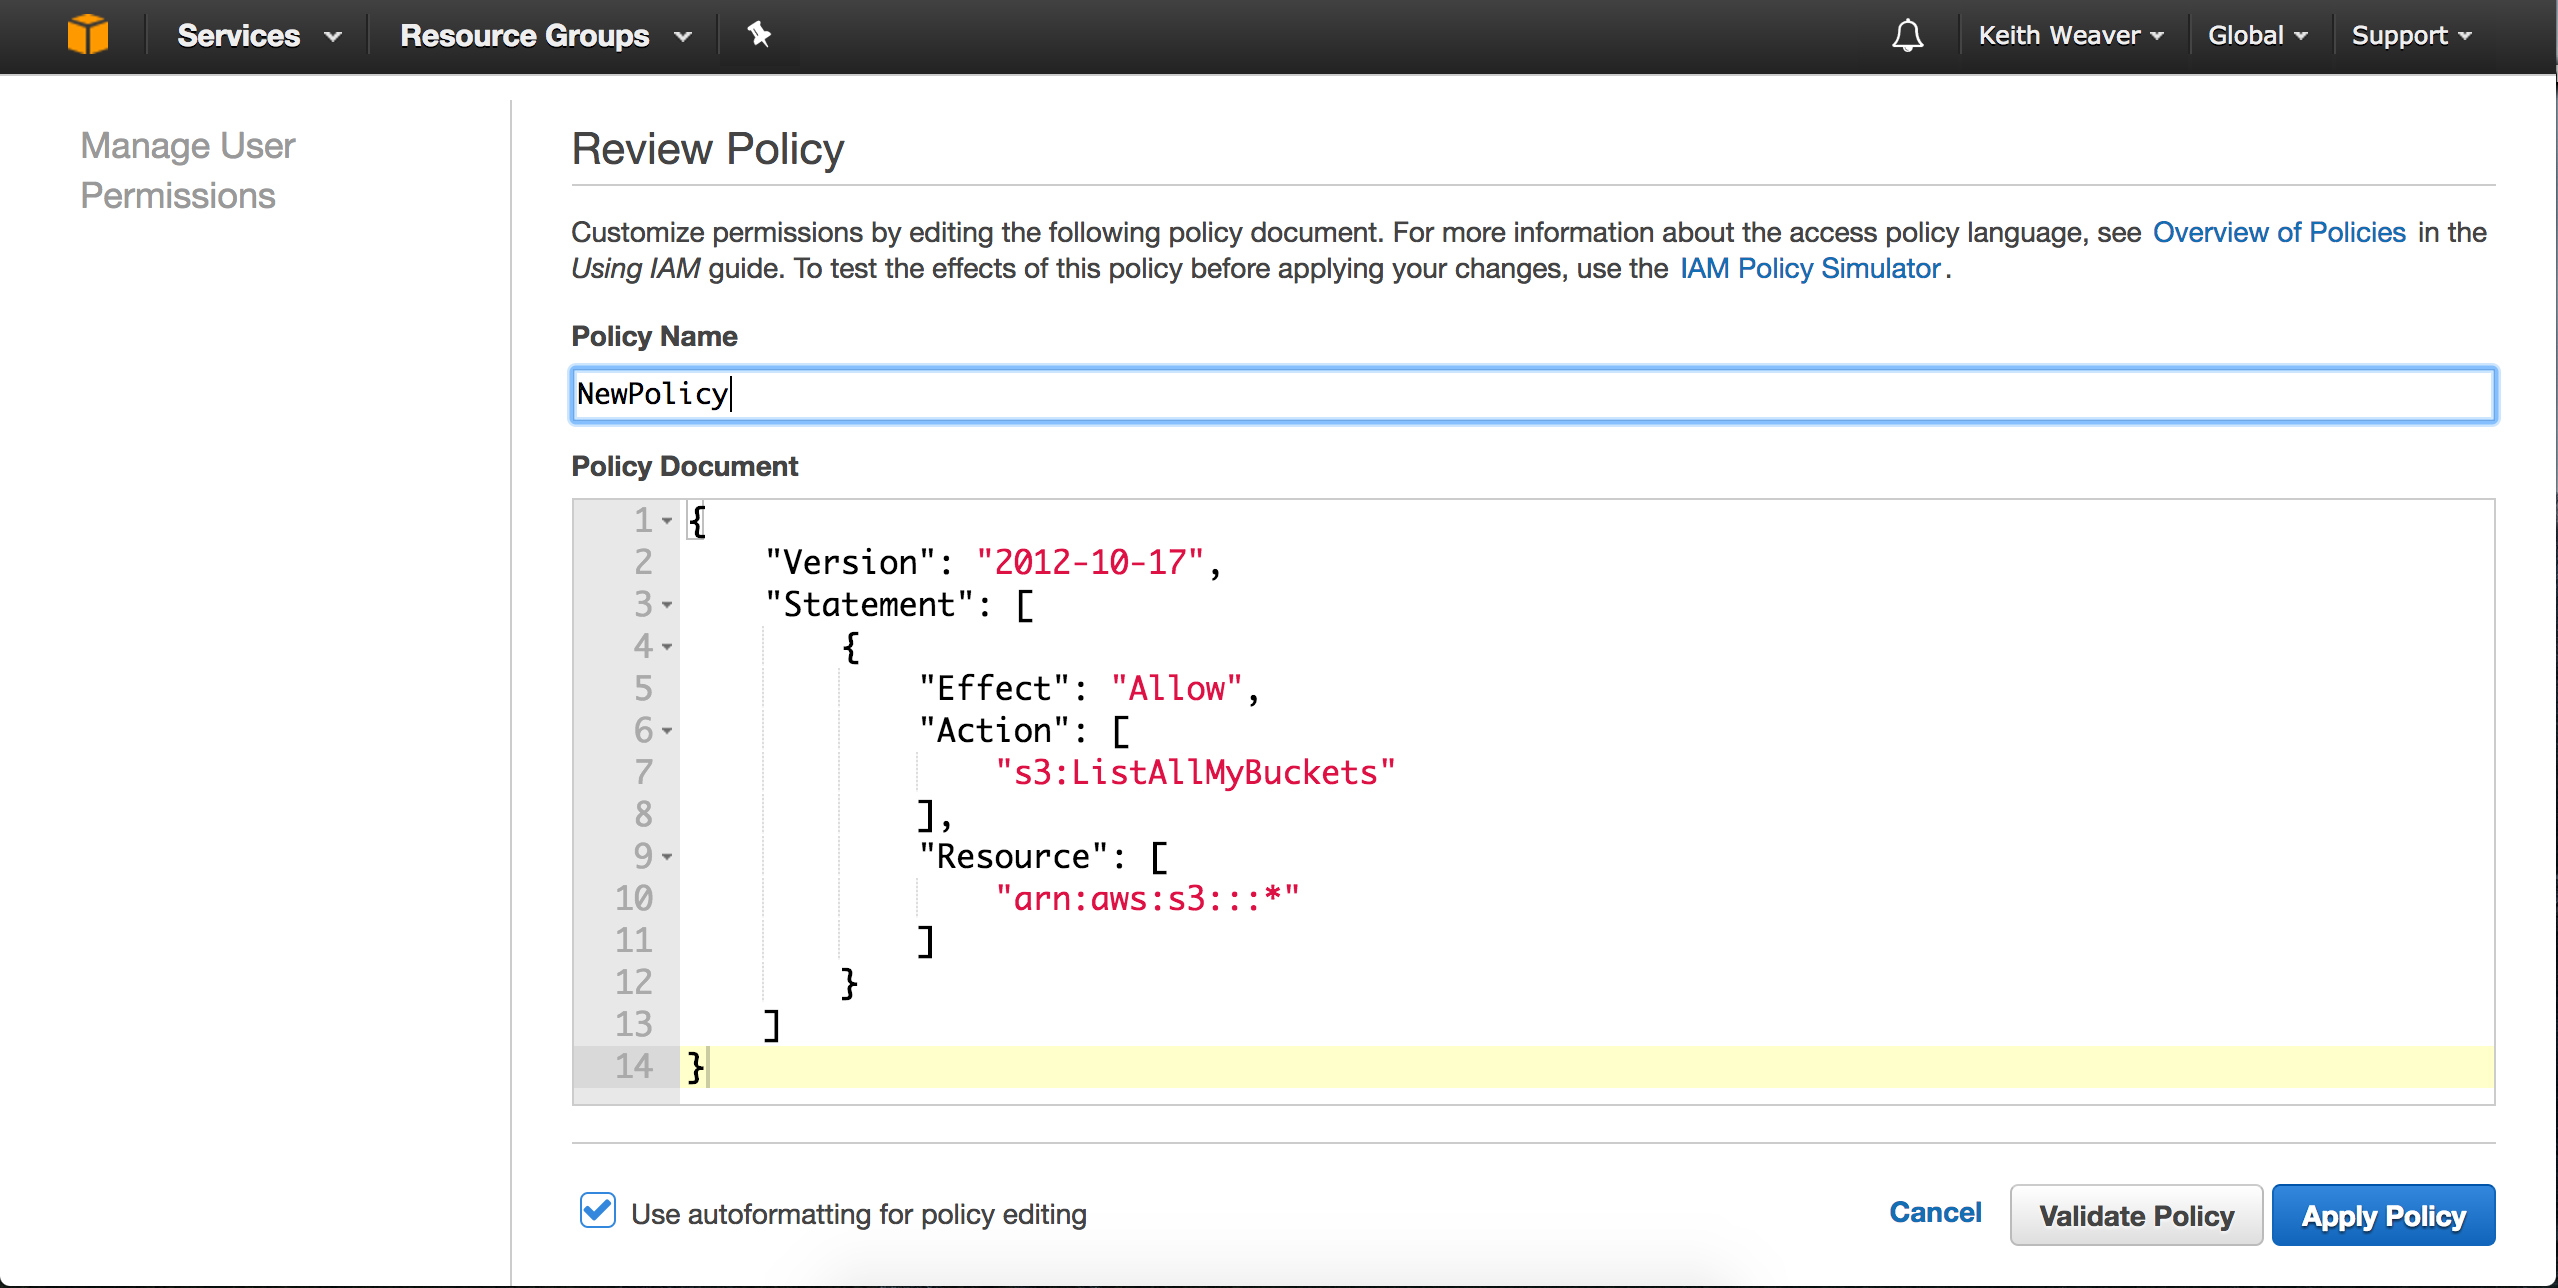 Services Resource Groups Keith Weaver Global Support
Manage User
Permissions
Review Policy
Customize permissions by editing the following policy document. For more information about the access policy language, see Overview of Policies in the
Using IAM guide. To test the effects of this policy before applying your changes, use the IAM Policy Simulator.
Policy Name
NewPolicy
Policy Document
1 {
2     "Version": "2012-10-17",
3     "Statement": [
4         {
5             "Effect": "Allow",
6             "Action": [
7                 "s3:ListAllMyBuckets"
8             ],
9             "Resource": [
10                 "arn:aws:s3:::*"
11             ]
12         }
13     ]
14 }
Use autoformatting for policy editing Cancel Validate Policy Apply Policy